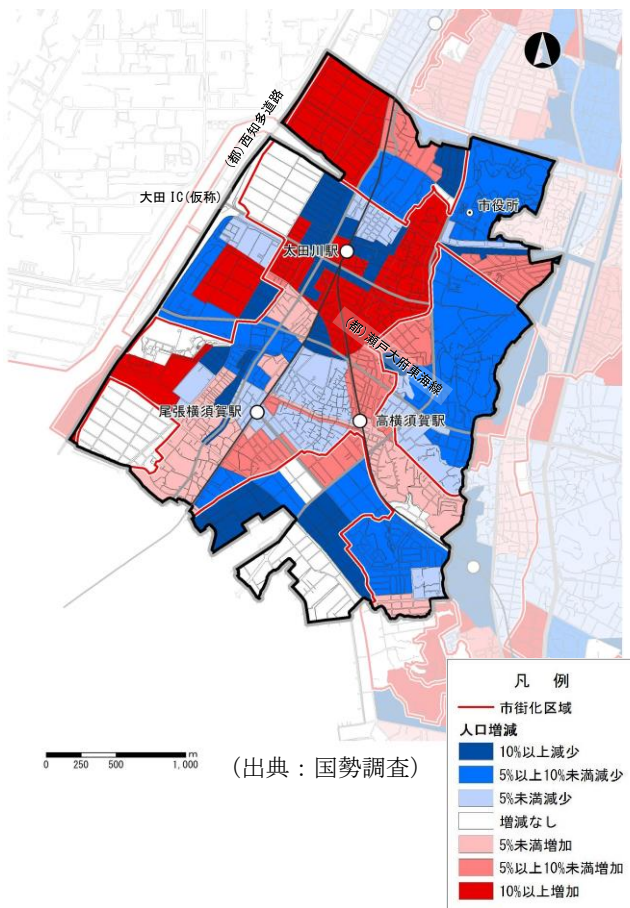 (都)西知多道路
大田 IC(仮称)
市役所
太田川駅
(都)瀬戸大府東海線
尾張横須賀駅
高横須賀駅
凡 例
市街化区域
人口増減
10%以上減少
5%以上10%未満減少
5%未満減少
増減なし
5%未満増加
5%以上10%未満増加
10%以上増加
0 250 500 1,000 m
(出典:国勢調査)